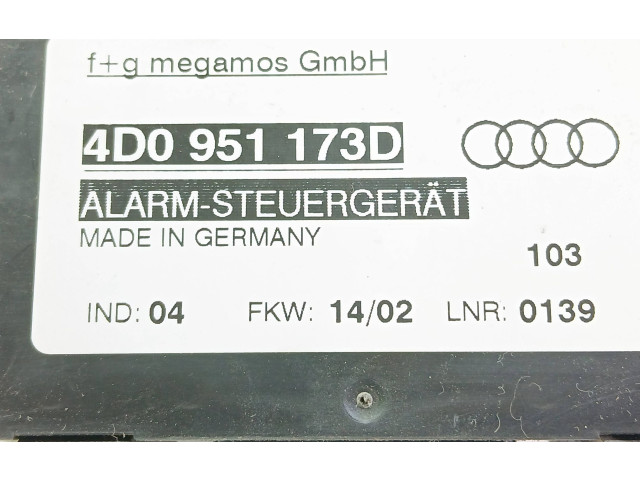 f+g megamos GmbH
4D0 951 173D
ALARM-STEUERGERÄT
MADE IN GERMANY
103
IND: 04 FKW: 14/02 LNR: 0139